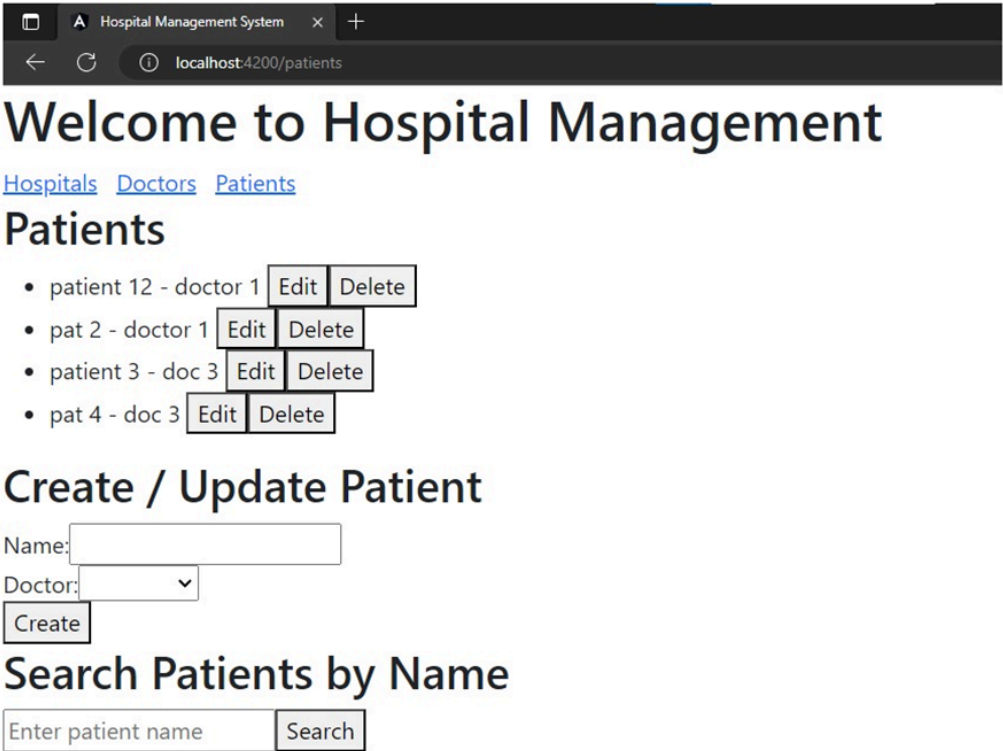 Hospital Management System
localhost:4200/patients
Welcome to Hospital Management
Hospitals Doctors Patients
Patients
• patient 12 - doctor 1 Edit Delete
• pat 2 - doctor 1 Edit Delete
• patient 3 - doc 3 Edit Delete
• pat 4 - doc 3 Edit Delete
Create / Update Patient
Name:
Doctor:
Create
Search Patients by Name
Enter patient name Search